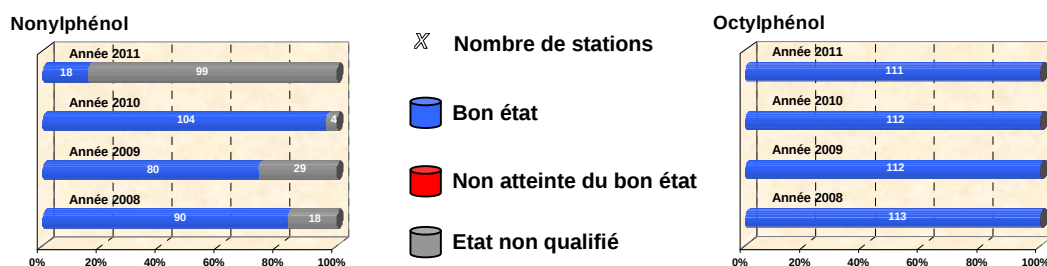 Nonylphénol
Année 2011
18 99
Année 2010
104 4
Année 2009
80 29
Année 2008
90 18
0% 20% 40% 60% 80% 100%
X Nombre de stations
Bon état
Non atteinte du bon état
Etat non qualifié
Octylphénol
Année 2011
111
Année 2010
112
Année 2009
112
Année 2008
113
0% 20% 40% 60% 80% 100%